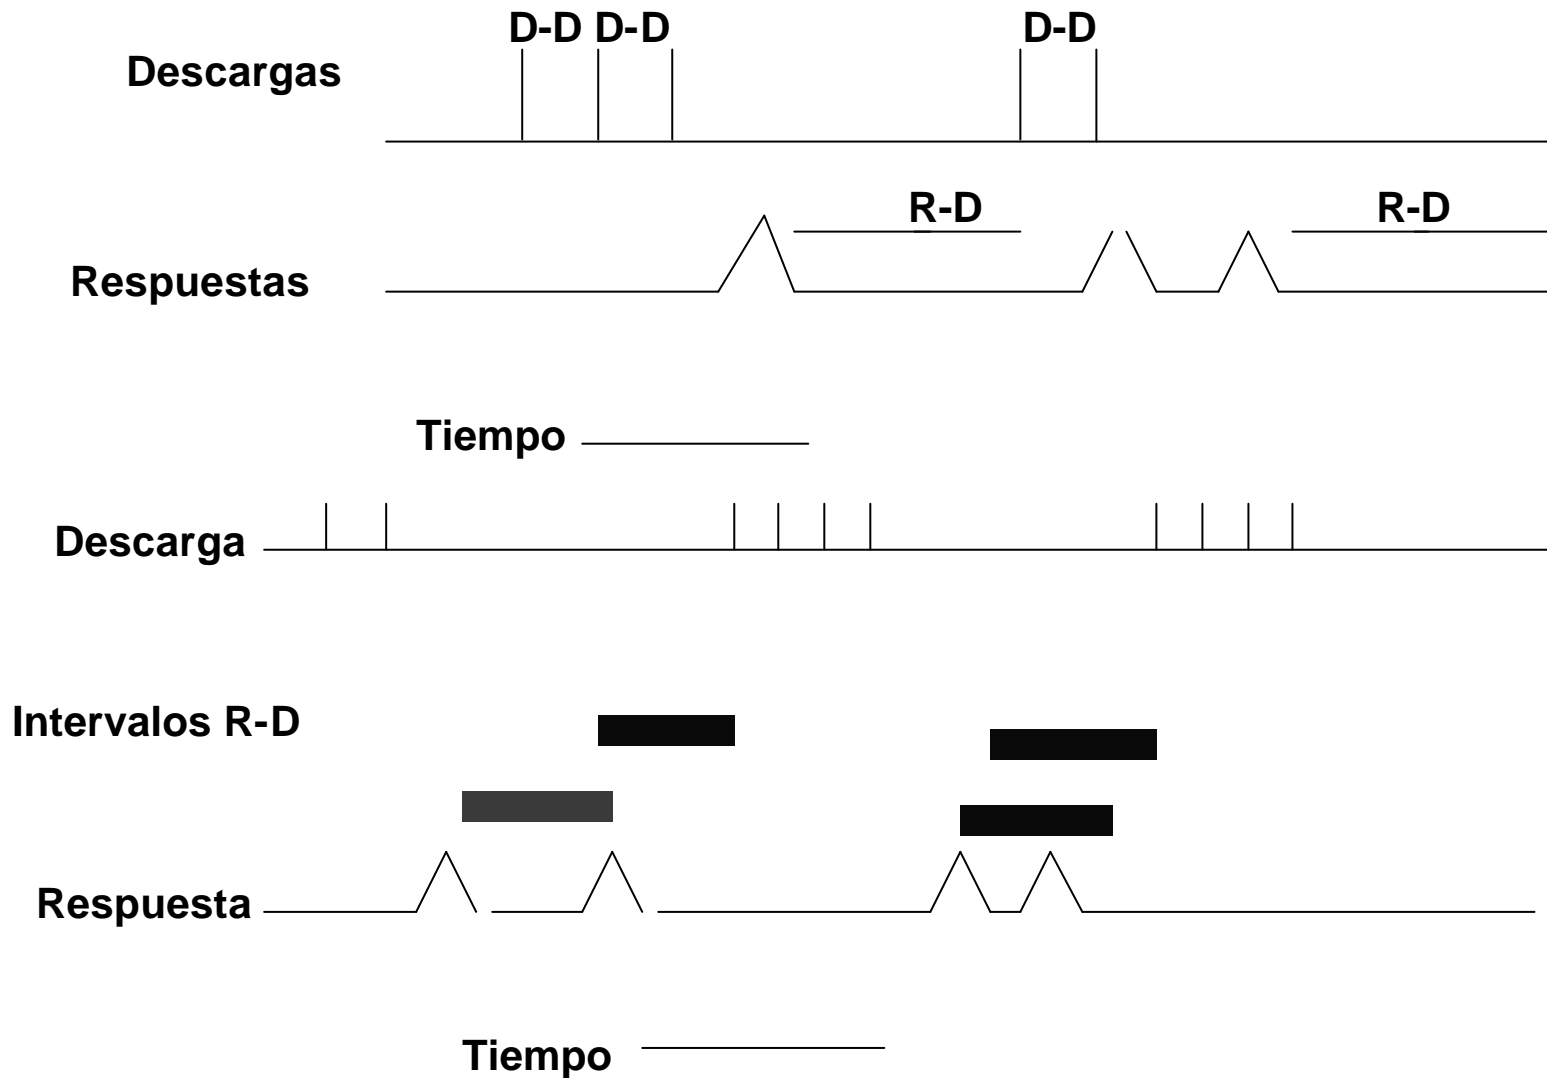 D-D D-D D-D
Descargas
R-D R-D
Respuestas
Tiempo
Descarga
Intervalos R-D
Respuesta
Tiempo